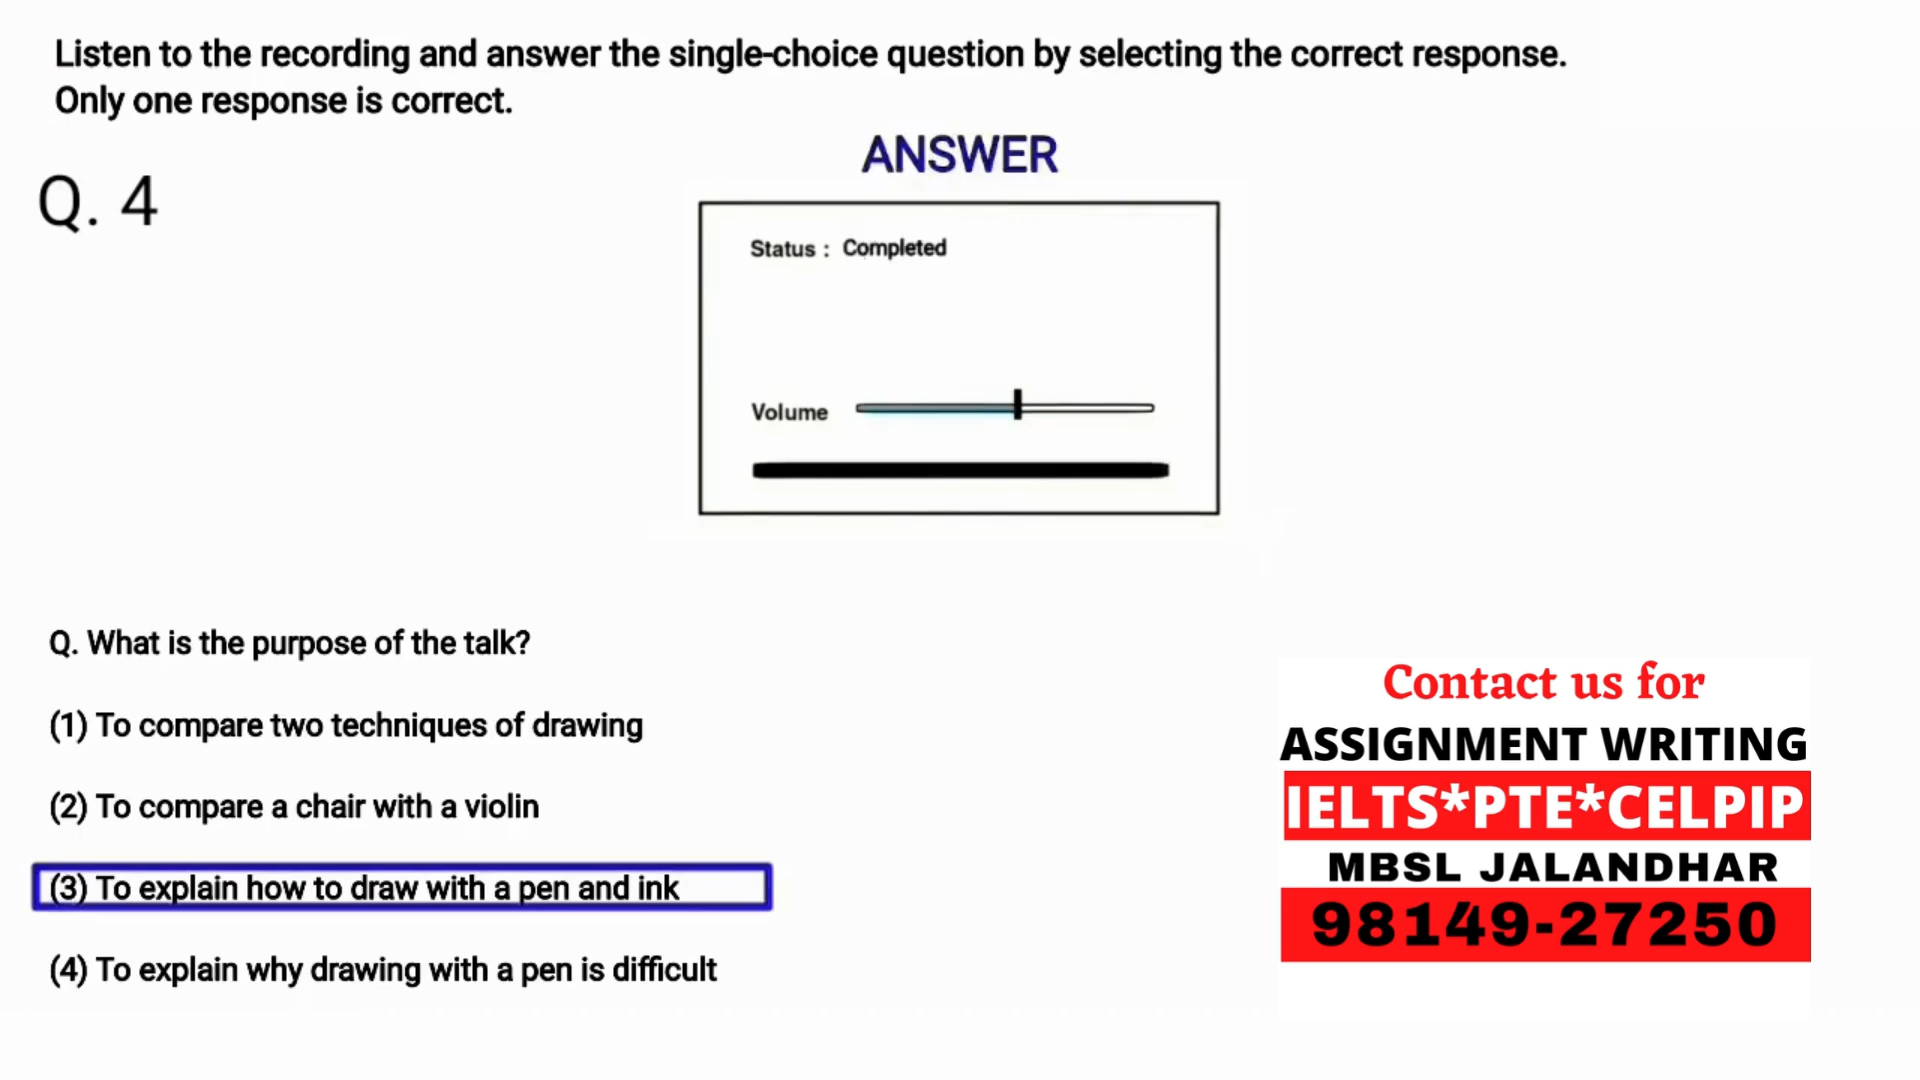 Listen to the recording and answer the single-choice question by selecting the correct response.
Only one response is correct.
ANSWER
Q. 4
Status : Completed
Volume
Q. What is the purpose of the talk?
(1) To compare two techniques of drawing
(2) To compare a chair with a violin
(3) To explain how to draw with a pen and ink
(4) To explain why drawing with a pen is difficult
Contact us for
ASSIGNMENT WRITING
IELTS*PTE*CELPIP
MBSL JALANDHAR
98149-27250